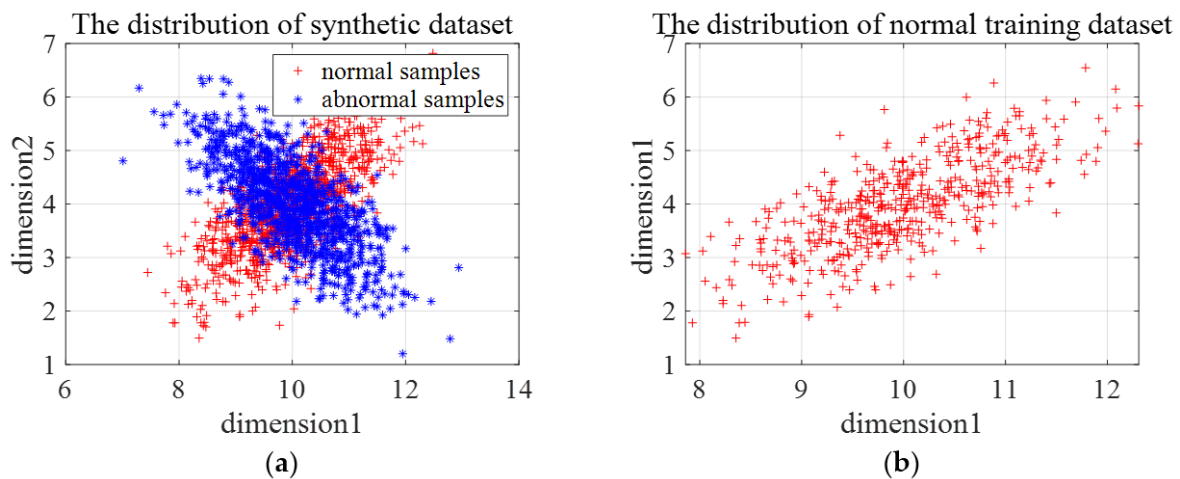 The distribution of synthetic dataset
7
6
5
4
3
2
1
dimension2
normal samples
abnormal samples
6 8 10 12 14
dimension1
(a)
The distribution of normal training dataset
7
6
5
4
3
2
1
dimension1
8 9 10 11 12
dimension1
(b)